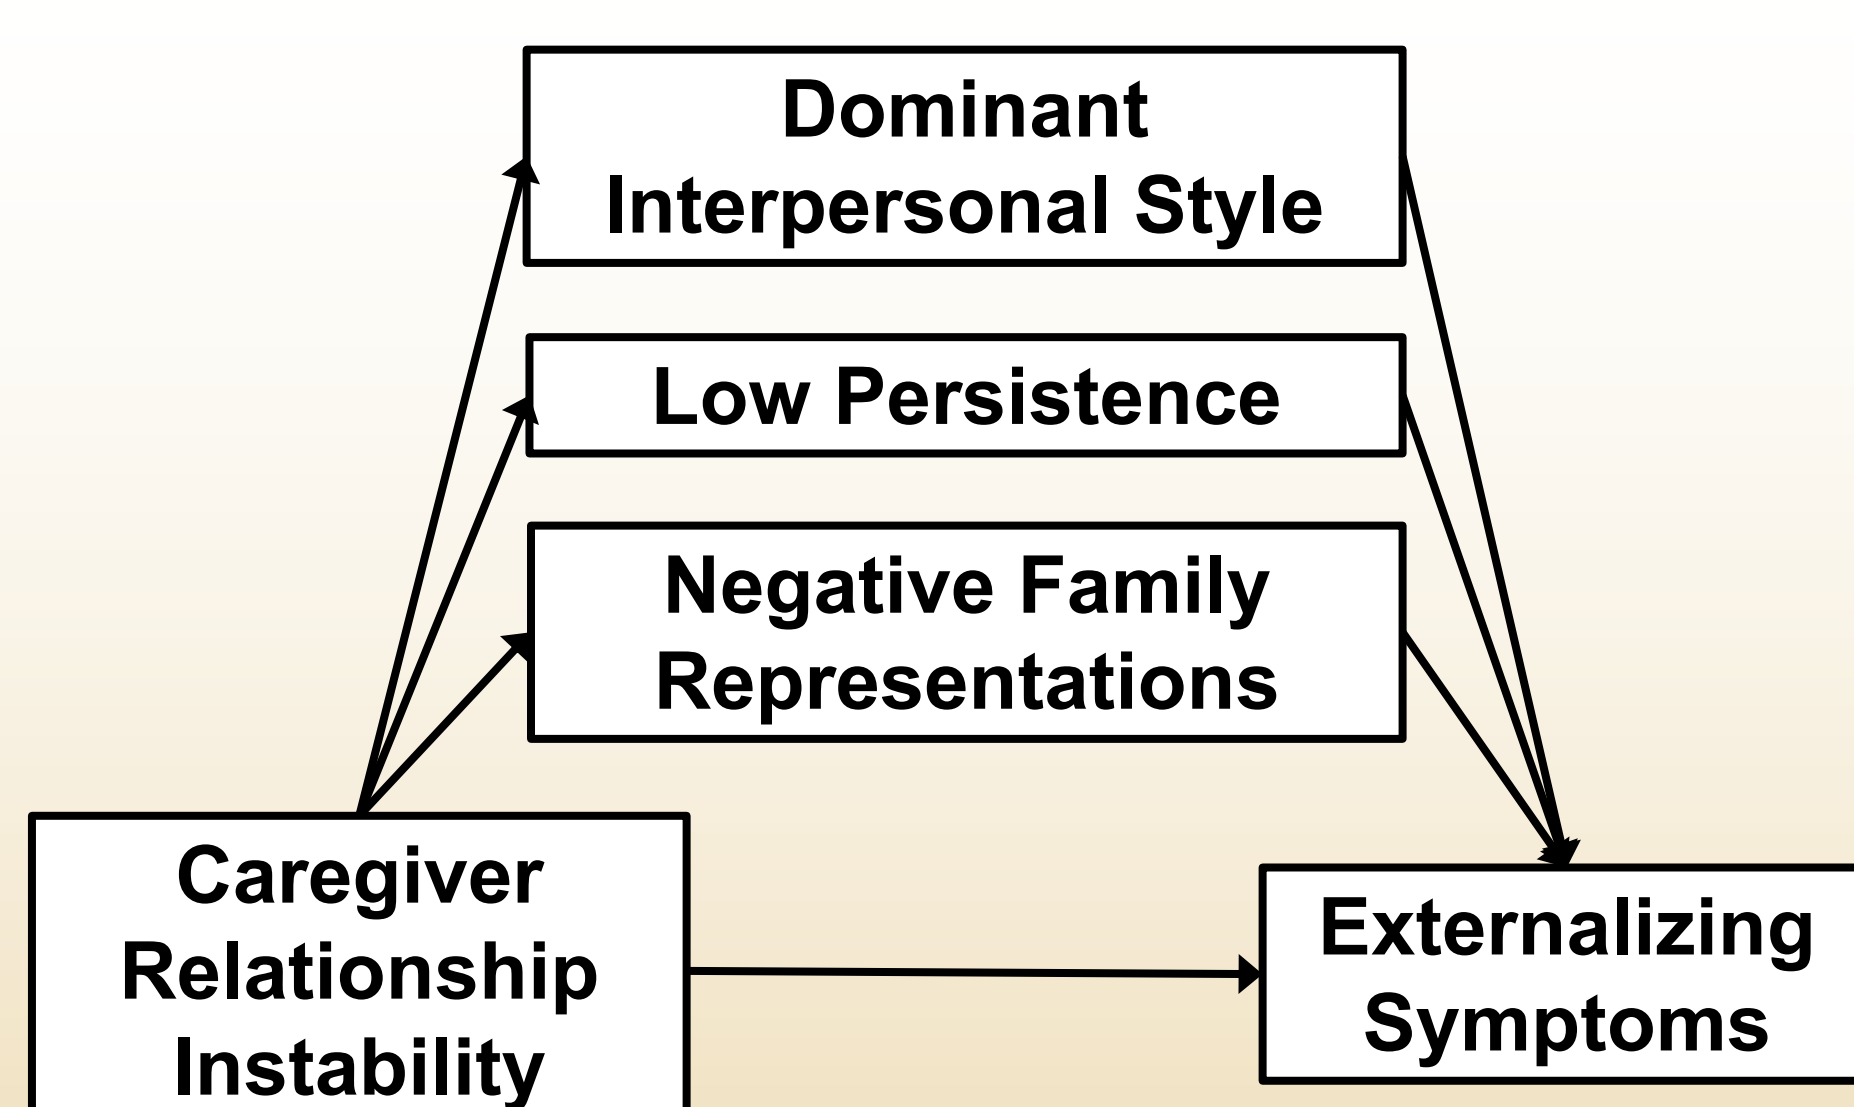 Dominant
Interpersonal Style
Low Persistence
Negative Family
Representations
Caregiver
Relationship
Instability
Externalizing
Symptoms